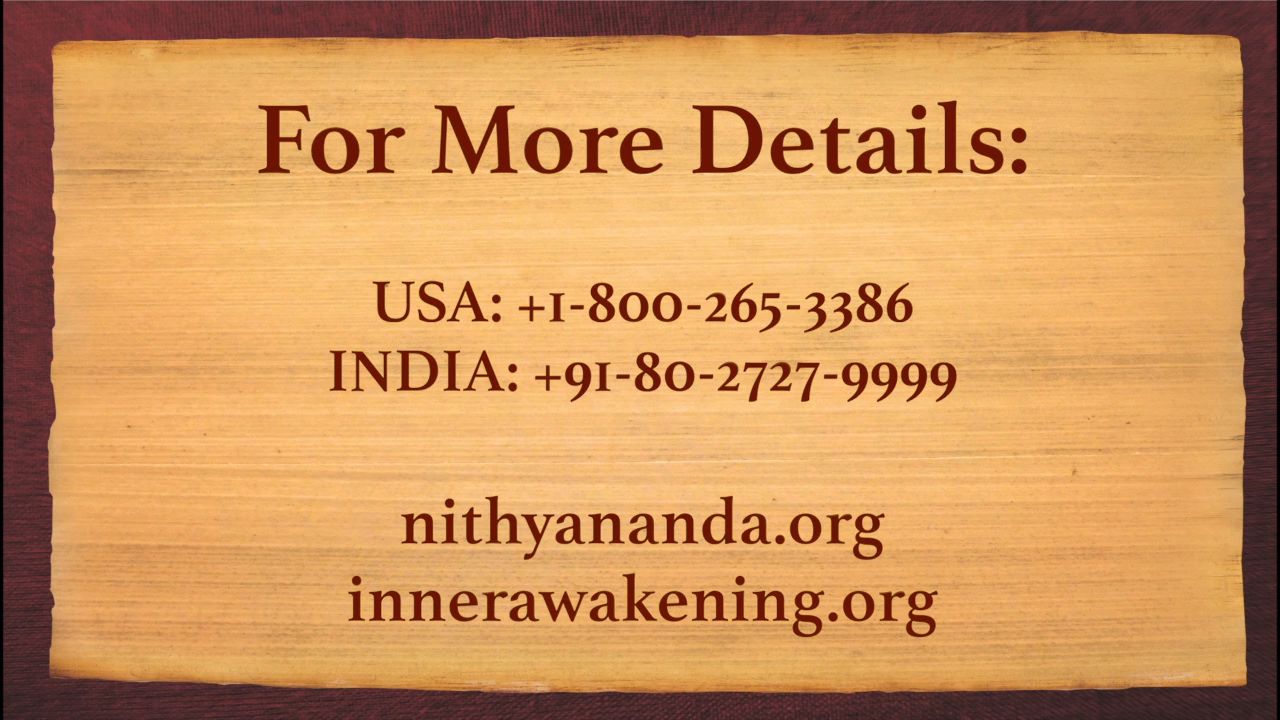 For More Details:
USA: +1-800-265-3386
INDIA: +91-80-2727-9999
nithyananda.org
innerawakening.org